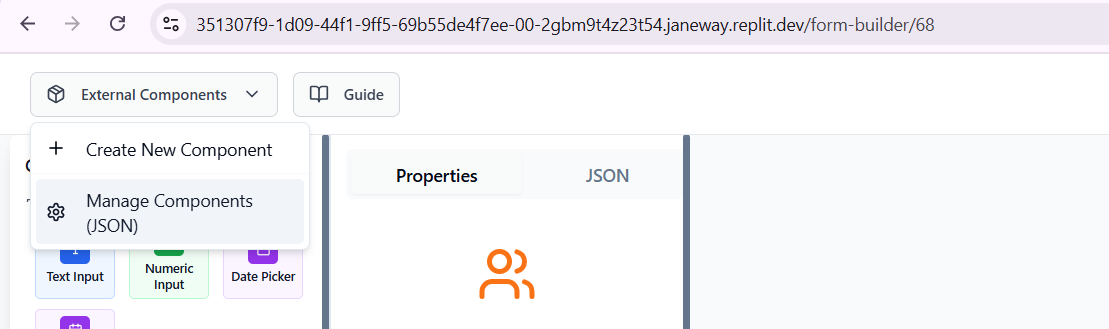 351307f9-1d09-44f1-9ff5-69b55de4f7ee-00-2gbm9t4z23t54.janeway.replit.dev/form-builder/68
External Components
Guide
Create New Component
Manage Components
(JSON)
Properties
JSON
Text Input
Numeric
Input
Date Picker